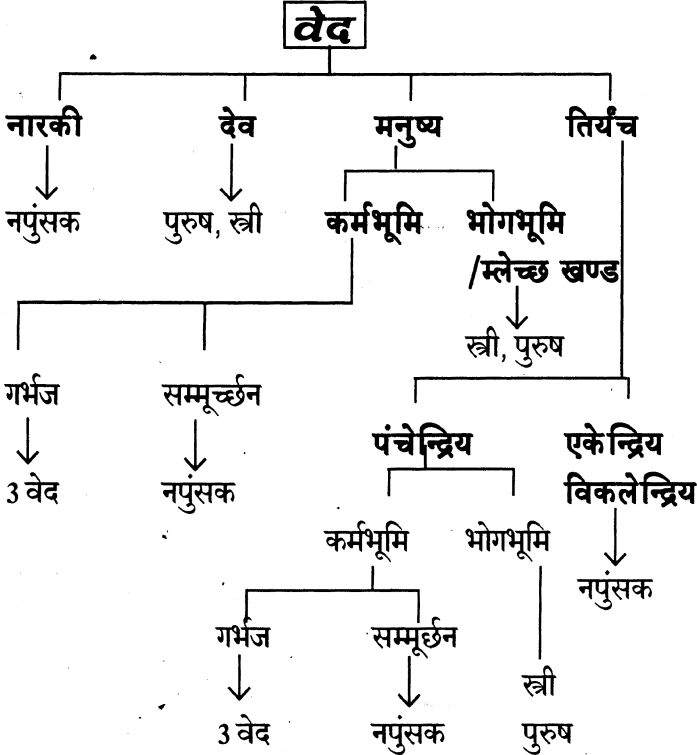 वेद
नारकी देव मनुष्य तिर्यंच
नपुंसक पुरुष, स्त्री कर्मभूमि भोगभूमि
/म्लेच्छ खण्ड
स्त्री, पुरुष
गर्भज सम्मूर्च्छन
पंचेन्द्रिय एकेन्द्रिय
3 वेद नपुंसक विकलेन्द्रिय
कर्मभूमि भोगभूमि
नपुंसक
गर्भज सम्मूर्छन
स्त्री
3 वेद नपुंसक पुरुष